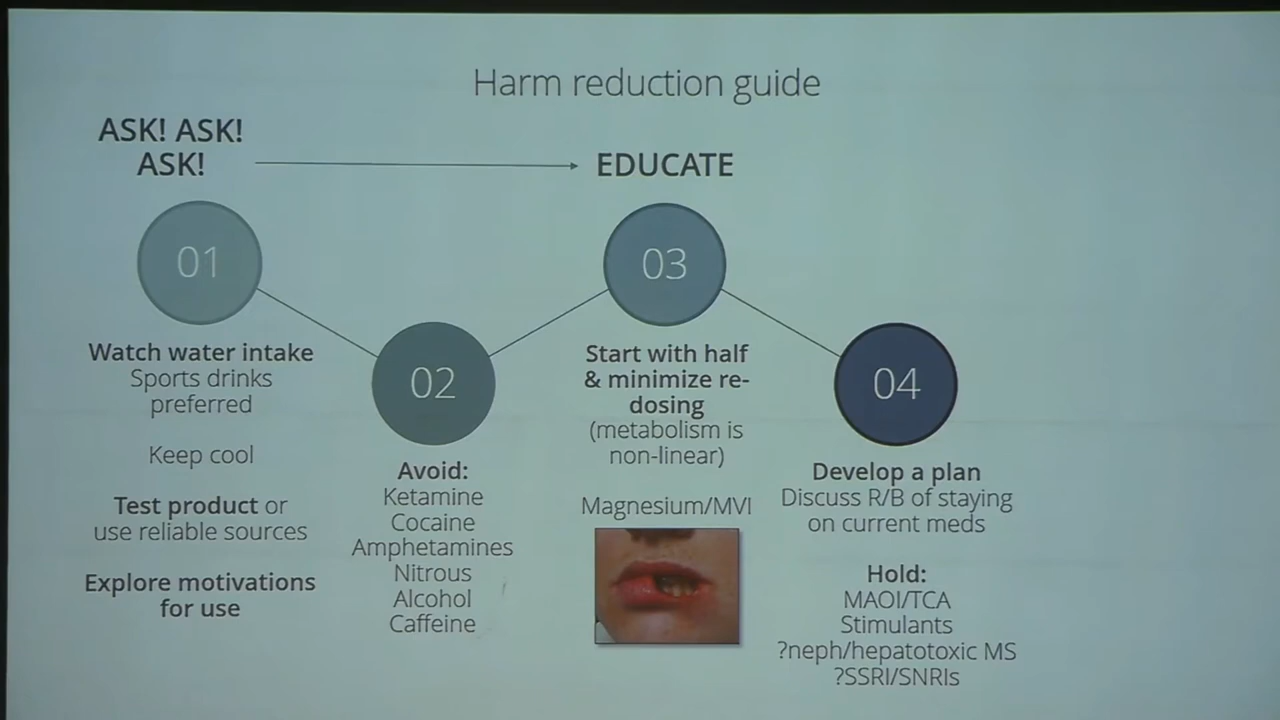 Harm reduction guide
ASK! ASK!
ASK!
EDUCATE
01
Watch water intake
Sports drinks
preferred
Keep cool
Test product or
use reliable sources
Explore motivations
for use
02
Avoid:
Ketamine
Cocaine
Amphetamines
Nitrous
Alcohol
Caffeine
03
Start with half
& minimize re-
dosing
(metabolism is
non-linear)
Magnesium/MVI
04
Develop a plan
Discuss R/B of staying
on current meds
Hold:
MAOI/TCA
Stimulants
?neph/hepatotoxic MS
?SSRI/SNRIs